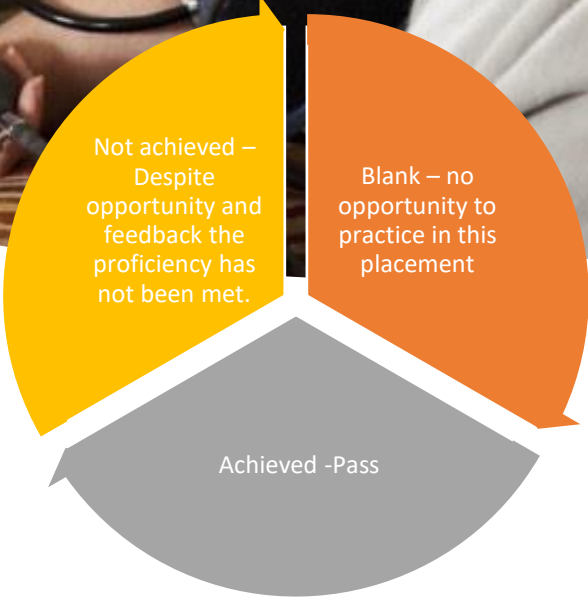 Not achieved –
Despite
opportunity and
feedback the
proficiency has
not been met.
Blank – no
opportunity to
practice in this
placement
Achieved -Pass